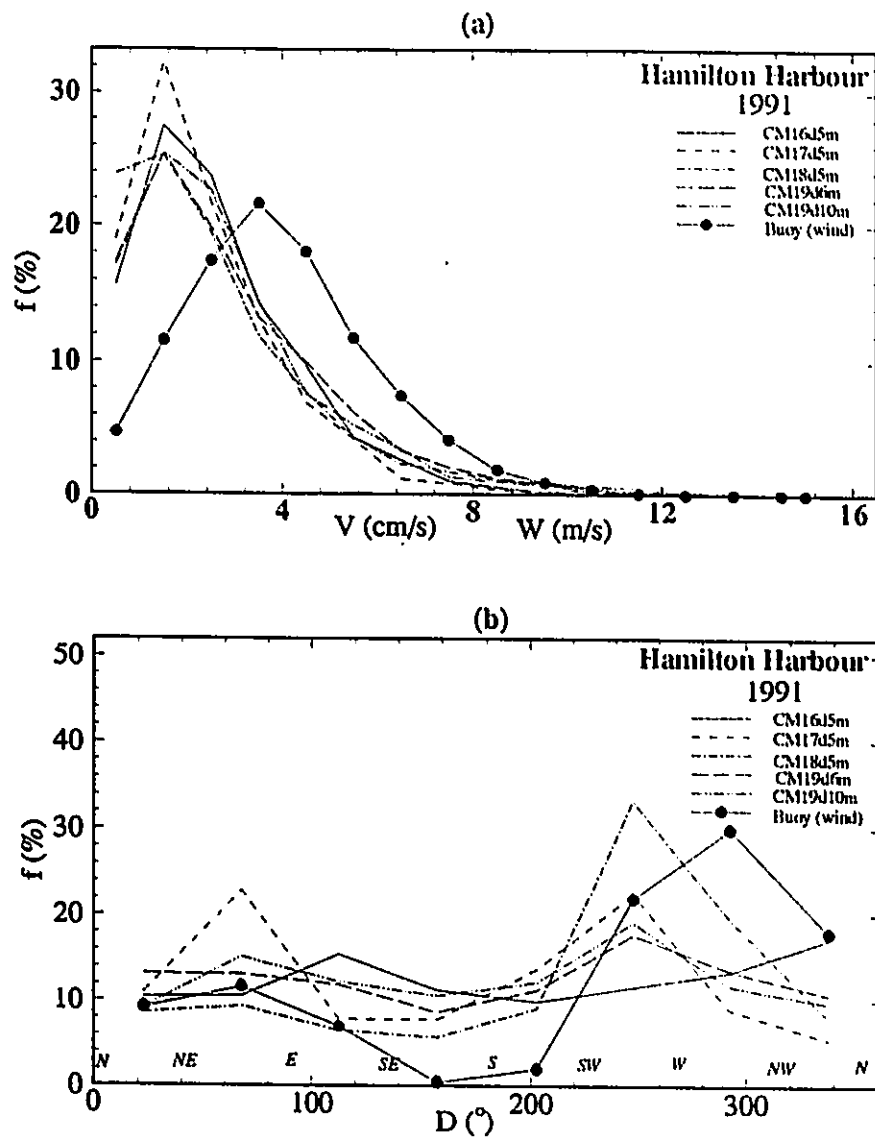 (a)
Hamilton Harbour
1991
CM16d5m
CM17d5m
CM18d5m
CM19d6m
CM19d10m
Buoy (wind)
f (%)
30
20
10
0
0 4 8 12 16
V (cm/s) W (m/s)
(b)
Hamilton Harbour
1991
CM16d5m
CM17d5m
CM18d5m
CM19d6m
CM19d10m
Buoy (wind)
f (%)
50
40
30
20
10
0
N NE E SE S SW W NW N
0 100 200 300
D (°)